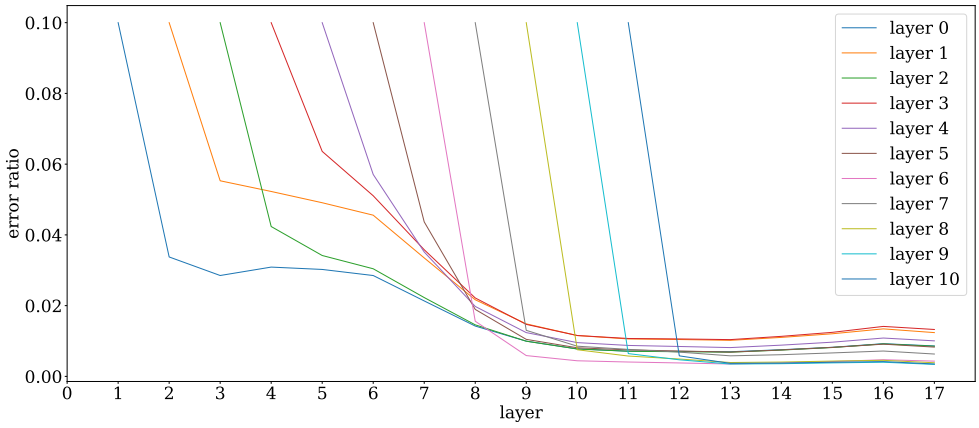 error ratio
0.10
0.08
0.06
0.04
0.02
0.00
0 1 2 3 4 5 6 7 8 9 10 11 12 13 14 15 16 17
layer
layer 0
layer 1
layer 2
layer 3
layer 4
layer 5
layer 6
layer 7
layer 8
layer 9
layer 10